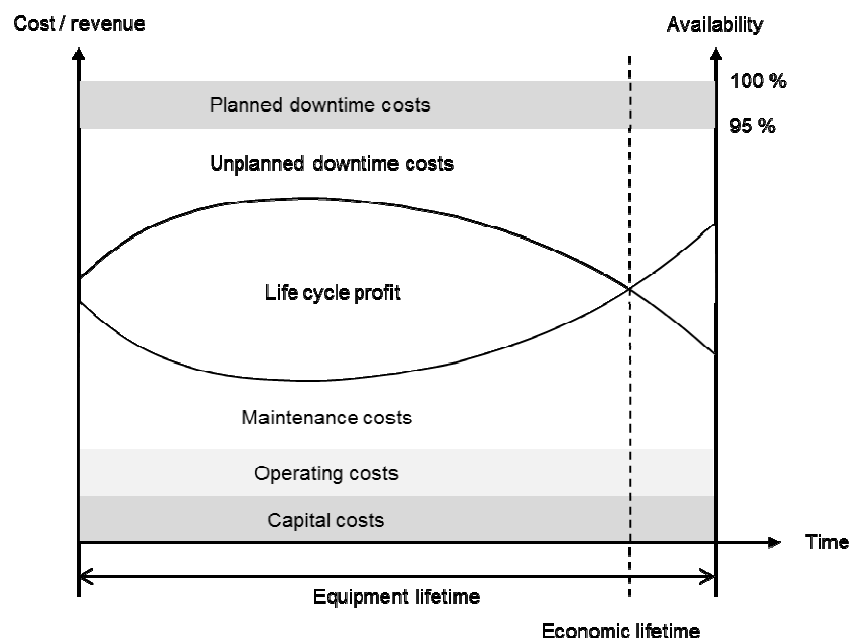 Cost / revenue
Availability
100 %
Planned downtime costs
95 %
Unplanned downtime costs
Life cycle profit
Maintenance costs
Operating costs
Capital costs
Time
Equipment lifetime
Economic lifetime